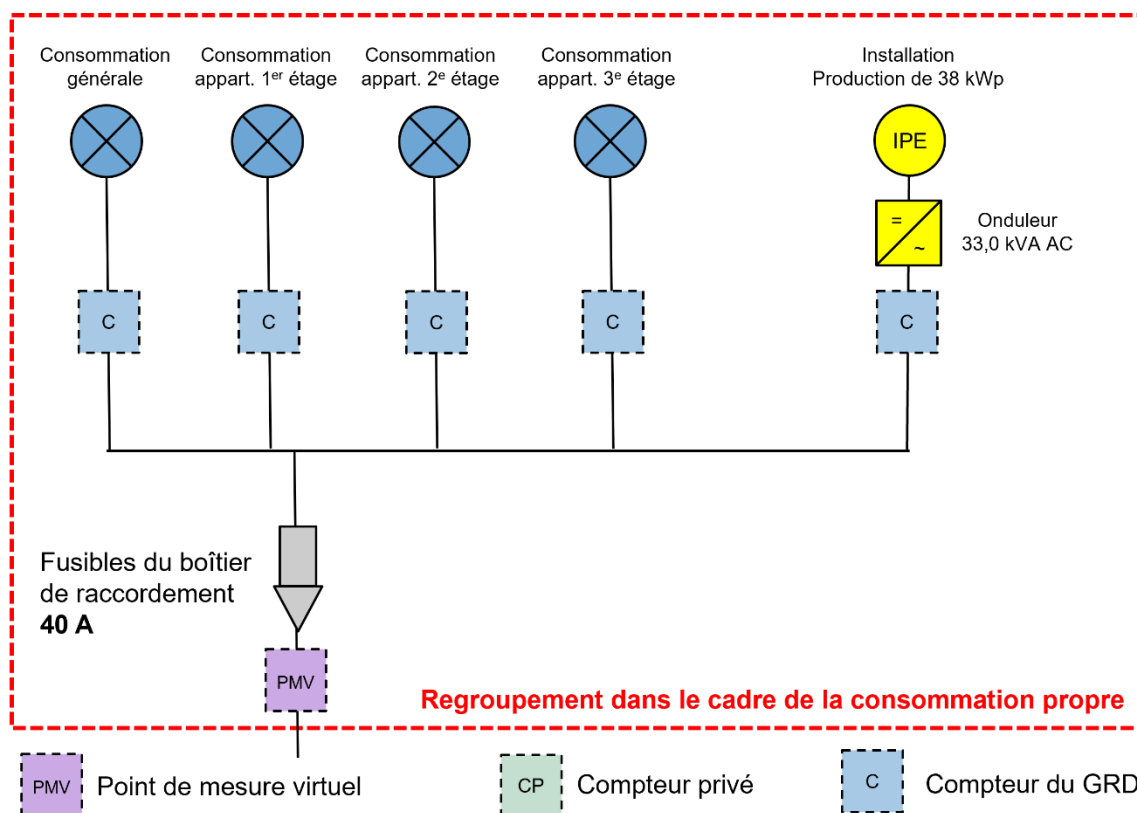 Consommation
générale
Consommation
appart. 1er étage
Consommation
appart. 2e étage
Consommation
appart. 3e étage
Installation
Production de 38 kWp
IPE
=
~
Onduleur
33,0 kVA AC
C
C
C
C
C
Fusibles du boîtier
de raccordement
40 A
PMV
Regroupement dans le cadre de la consommation propre
PMV
Point de mesure virtuel
CP
Compteur privé
C
Compteur du GRD